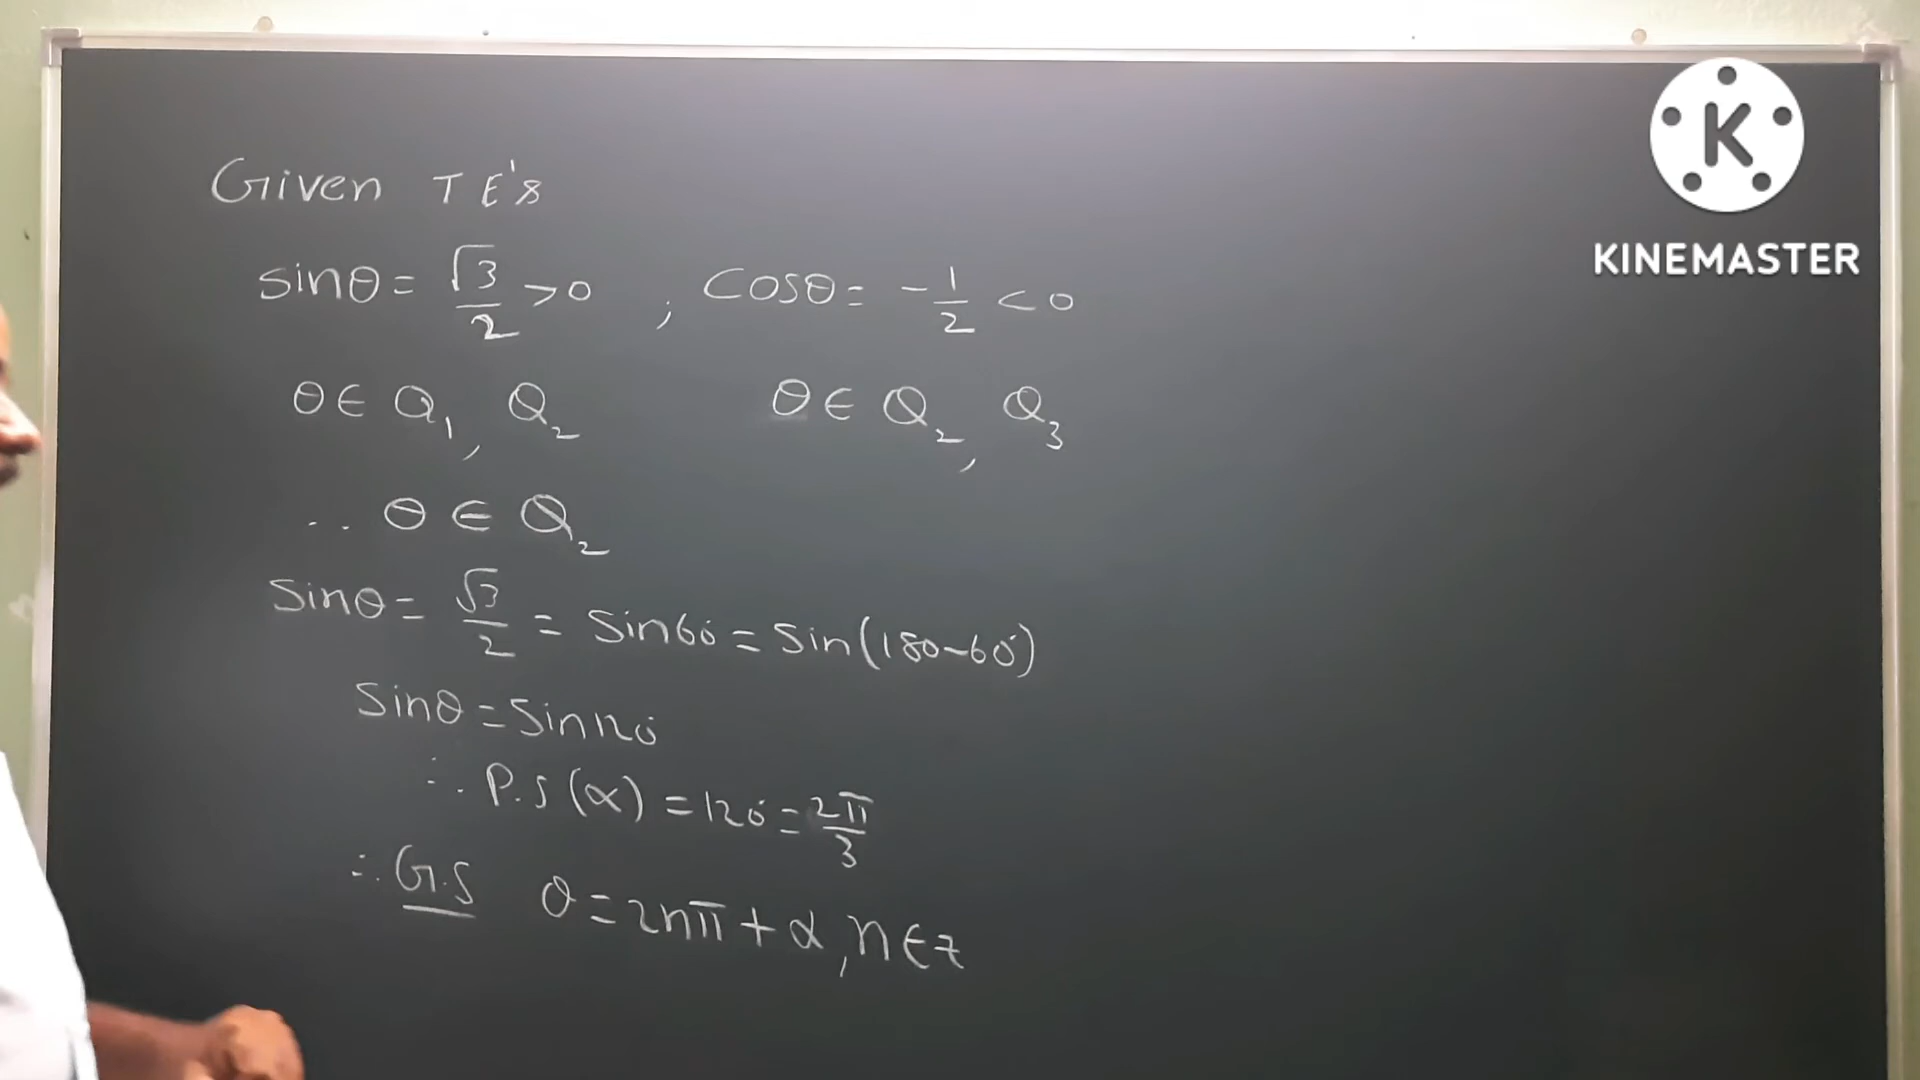 Given TE's
sinθ = √3/2 > 0 , cosθ = -1/2 < 0
θ ∈ Q₁, Q₂ θ ∈ Q₂, Q₃
∴ θ ∈ Q₂
Sinθ = √3/2 = Sin60° = Sin(180-60°)
Sinθ = Sin120°
∴ P.S (α) = 120° = 2π/3
∴ G.S θ = 2nπ + α, n ∈ z
K
KINEMASTER